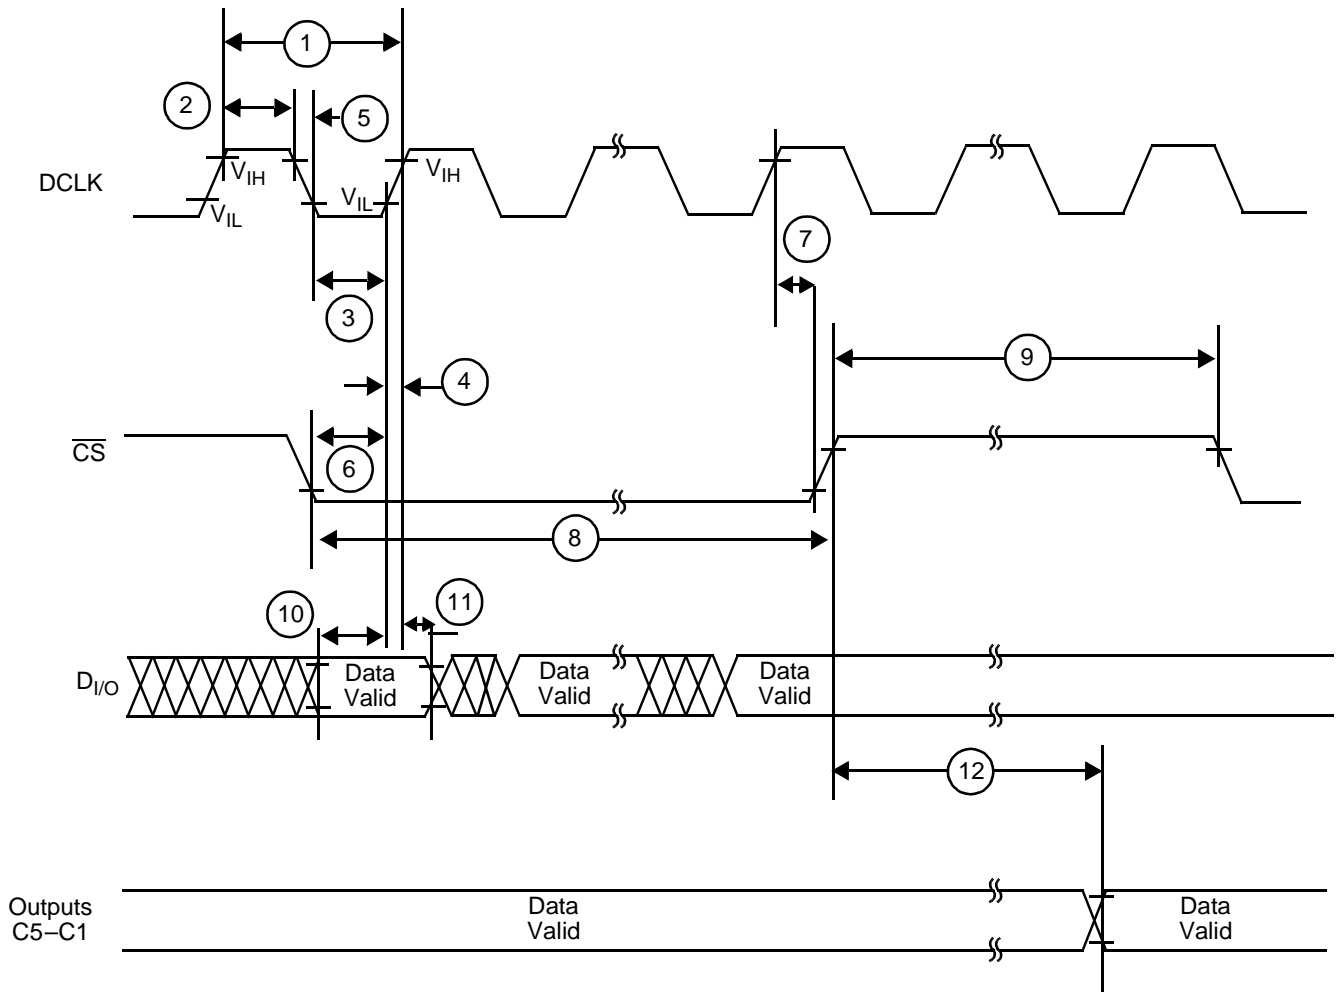 1
2
5
DCLK
VIH
VIL
VIL
VIH
7
3
4
9
CS
6
8
10
11
DI/O
Data
Valid
Data
Valid
Data
Valid
12
Outputs
C5–C1
Data
Valid
Data
Valid